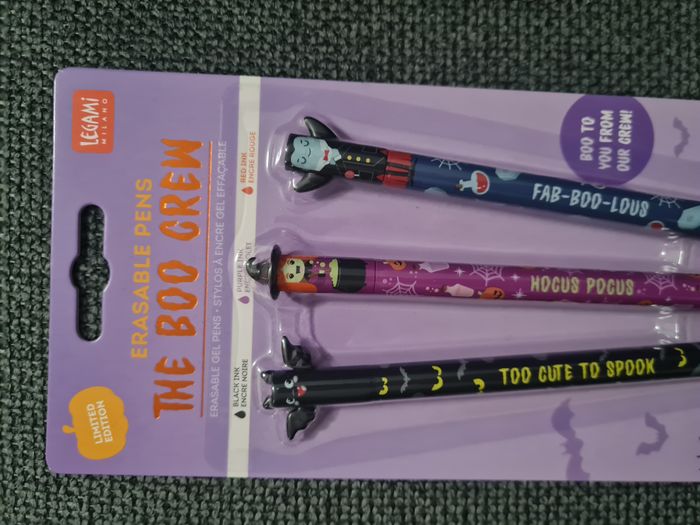 LEGAMI
MILANO
ERASABLE PENS
THE BOO CREW
ERASABLE GEL PENS • STYLOS À ENCRE GEL EFFAÇABLE
LIMITED
EDITION
BLACK INK
ENCRE NOIRE
PURPLE INK
RED INK
ENCRE ROUGE
BOO TO
YOU FROM
OUR CREW!
FAB-BOO-LOUS
HOCUS POCUS
TOO CUTE TO SPOOK